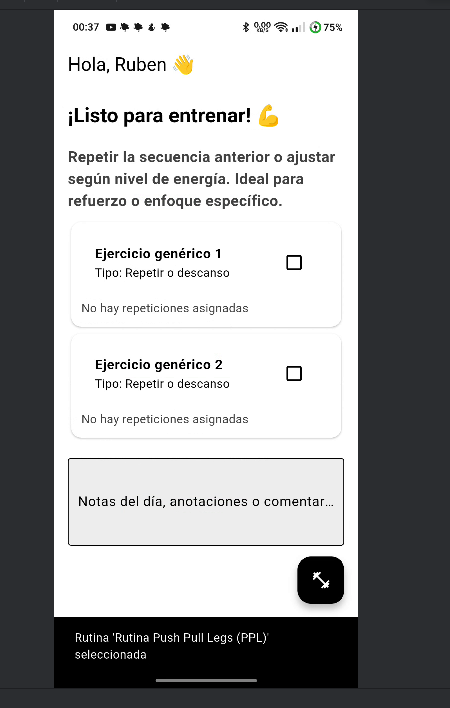 00:37
0,00
75%
Hola, Ruben 👋
¡Listo para entrenar! 💪
Repetir la secuencia anterior o ajustar
según nivel de energía. Ideal para
refuerzo o enfoque específico.
Ejercicio genérico 1
Tipo: Repetir o descanso
No hay repeticiones asignadas
Ejercicio genérico 2
Tipo: Repetir o descanso
No hay repeticiones asignadas
Notas del día, anotaciones o comentar...
Rutina 'Rutina Push Pull Legs (PPL)'
seleccionada